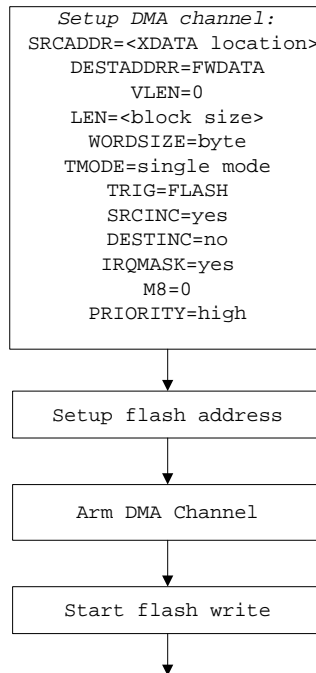 Setup DMA channel:
SRCADDR=<XDATA location>
DESTADDRR=FWDATA
VLEN=0
LEN=<block size>
WORDSIZE=byte
TMODE=single mode
TRIG=FLASH
SRCINC=yes
DESTINC=no
IRQMASK=yes
M8=0
PRIORITY=high
Setup flash address
Arm DMA Channel
Start flash write